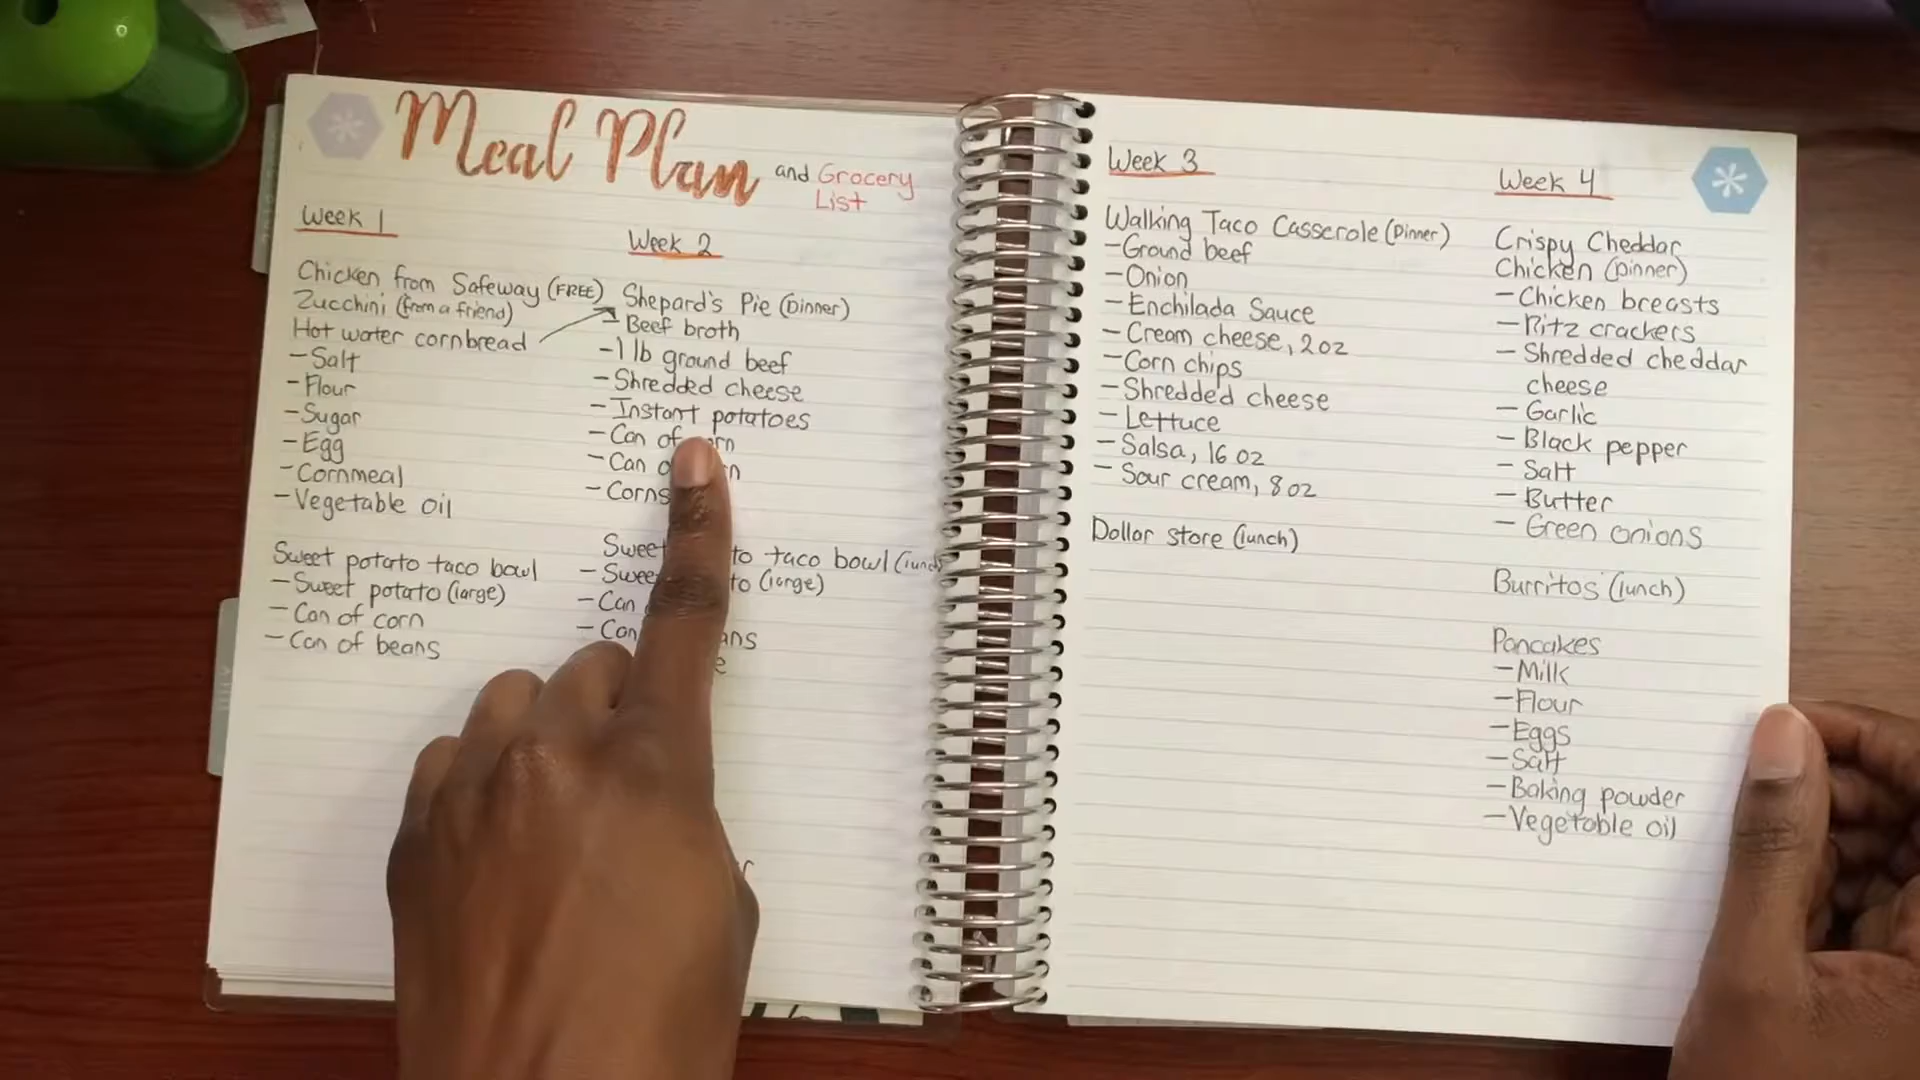 Meal Plan and Grocery
List
Week 1
Chicken from Safeway (FREE)
Zucchini (from a friend)
Hot water cornbread
- Salt
- Flour
- Sugar
- Egg
- Cornmeal
- Vegetable oil
Sweet potato taco bowl
- Sweet potato (large)
- Can of corn
- Can of beans
Week 2
Shepard's Pie (Dinner)
- Beef broth
- 1 lb ground beef
- Shredded cheese
- Instant potatoes
- Can of
- Can
-
to taco bowl (lunch)
- (large)
- Can
-
Week 3
Walking Taco Casserole (Dinner)
- Ground beef
- Onion
- Enchilada Sauce
- Cream cheese, 2 oz
- Corn chips
- Shredded cheese
- Lettuce
- Salsa, 16 oz
- Sour cream, 8 oz
Dollar store (lunch)
Week 4
Crispy Cheddar
Chicken (Dinner)
- Chicken breasts
- Ritz crackers
- Shredded cheddar
cheese
- Garlic
- Black pepper
- Salt
- Butter
- Green onions
Burritos (lunch)
Pancakes
- Milk
- Flour
- Eggs
- Salt
- Baking powder
- Vegetable oil